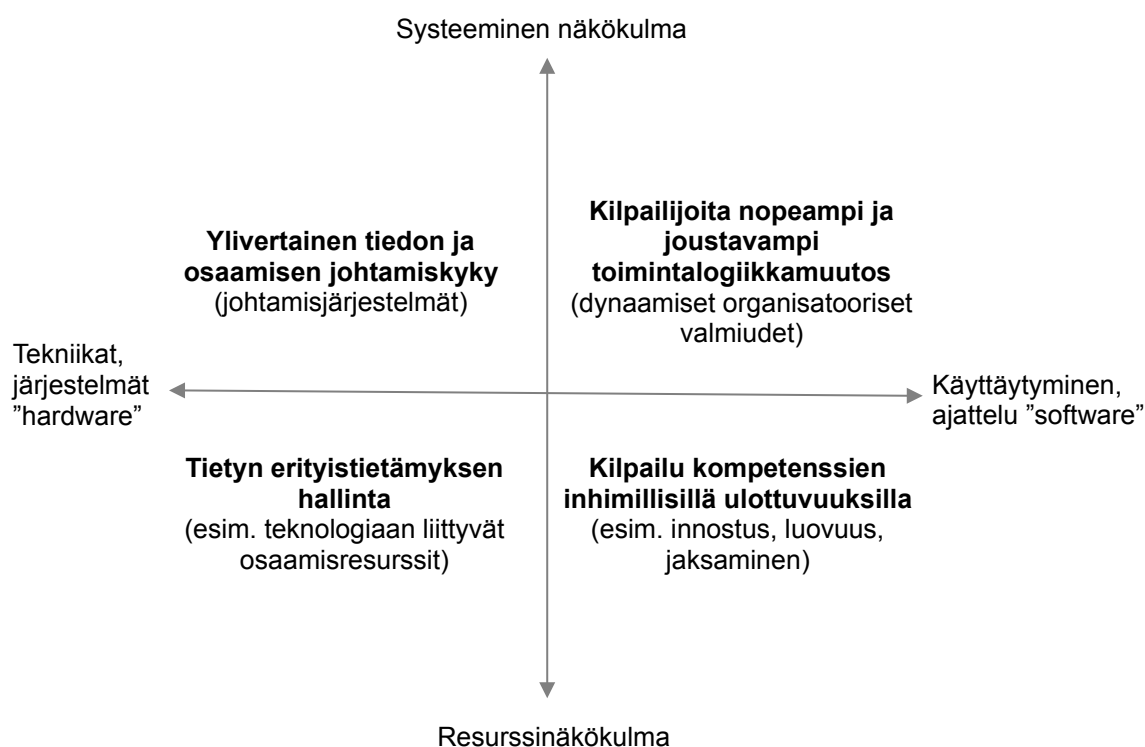 Systeeminen näkökulma
Ylivertainen tiedon ja
osaamisen johtamiskyky
(johtamisjärjestelmät)
Kilpailijoita nopeampi ja
joustavampi
toimintalogiikkamuutos
(dynaamiset organisatooriset
valmiudet)
Tekniikat,
järjestelmät
”hardware”
Käyttäytyminen,
ajattelu ”software”
Tietyn erityistietämyksen
hallinta
(esim. teknologiaan liittyvät
osaamisresurssit)
Kilpailu kompetenssien
inhimillisillä ulottuvuuksilla
(esim. innostus, luovuus,
jaksaminen)
Resurssinäkökulma